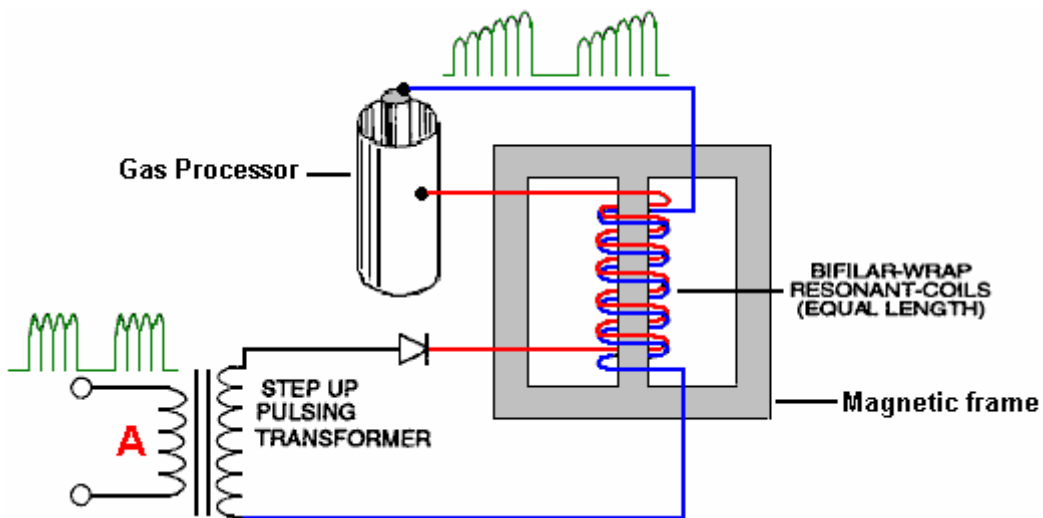 Gas Processor
BIFILAR-WRAP
RESONANT-COILS
(EQUAL LENGTH)
Magnetic frame
STEP UP
PULSING
TRANSFORMER
A